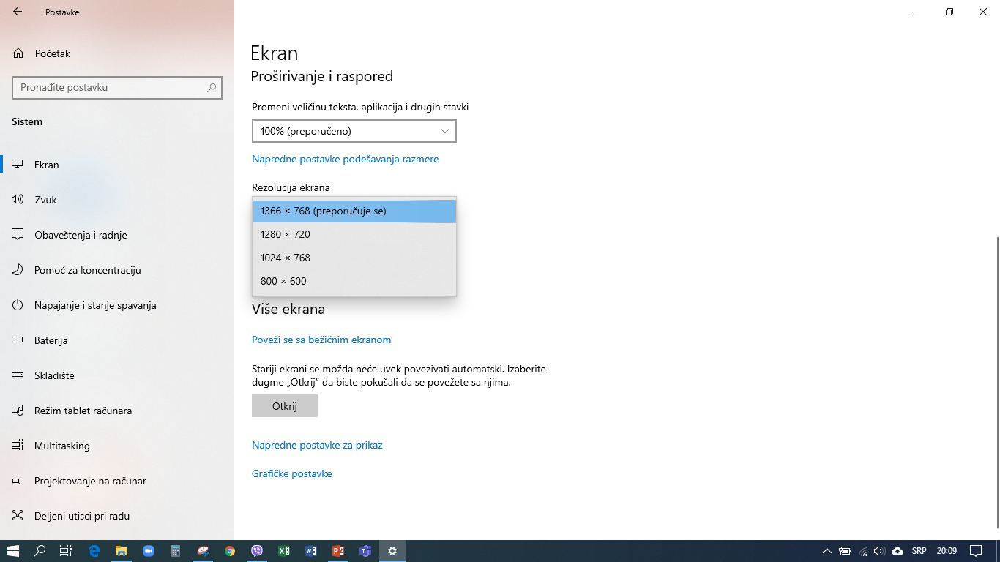 Postavke
Početak
Pronađite postavku
Sistem
Ekran
Zvuk
Obaveštenja i radnje
Pomoć za koncentraciju
Napajanje i stanje spavanja
Baterija
Skladište
Režim tablet računara
Multitasking
Projektovanje na računar
Deljeni utisci pri radu
Ekran
Proširivanje i raspored
Promeni veličinu teksta, aplikacija i drugih stavki
100% (preporučeno)
Napredne postavke podešavanja razmere
Rezolucija ekrana
1366 × 768 (preporučuje se)
1280 × 720
1024 × 768
800 × 600
Više ekrana
Poveži se sa bežičnim ekranom
Stariji ekrani se možda neće uvek povezivati automatski. Izaberite
dugme „Otkrij“ da biste pokušali da se povežete sa njima.
Otkrij
Napredne postavke za prikaz
Grafičke postavke
SRP
20:09